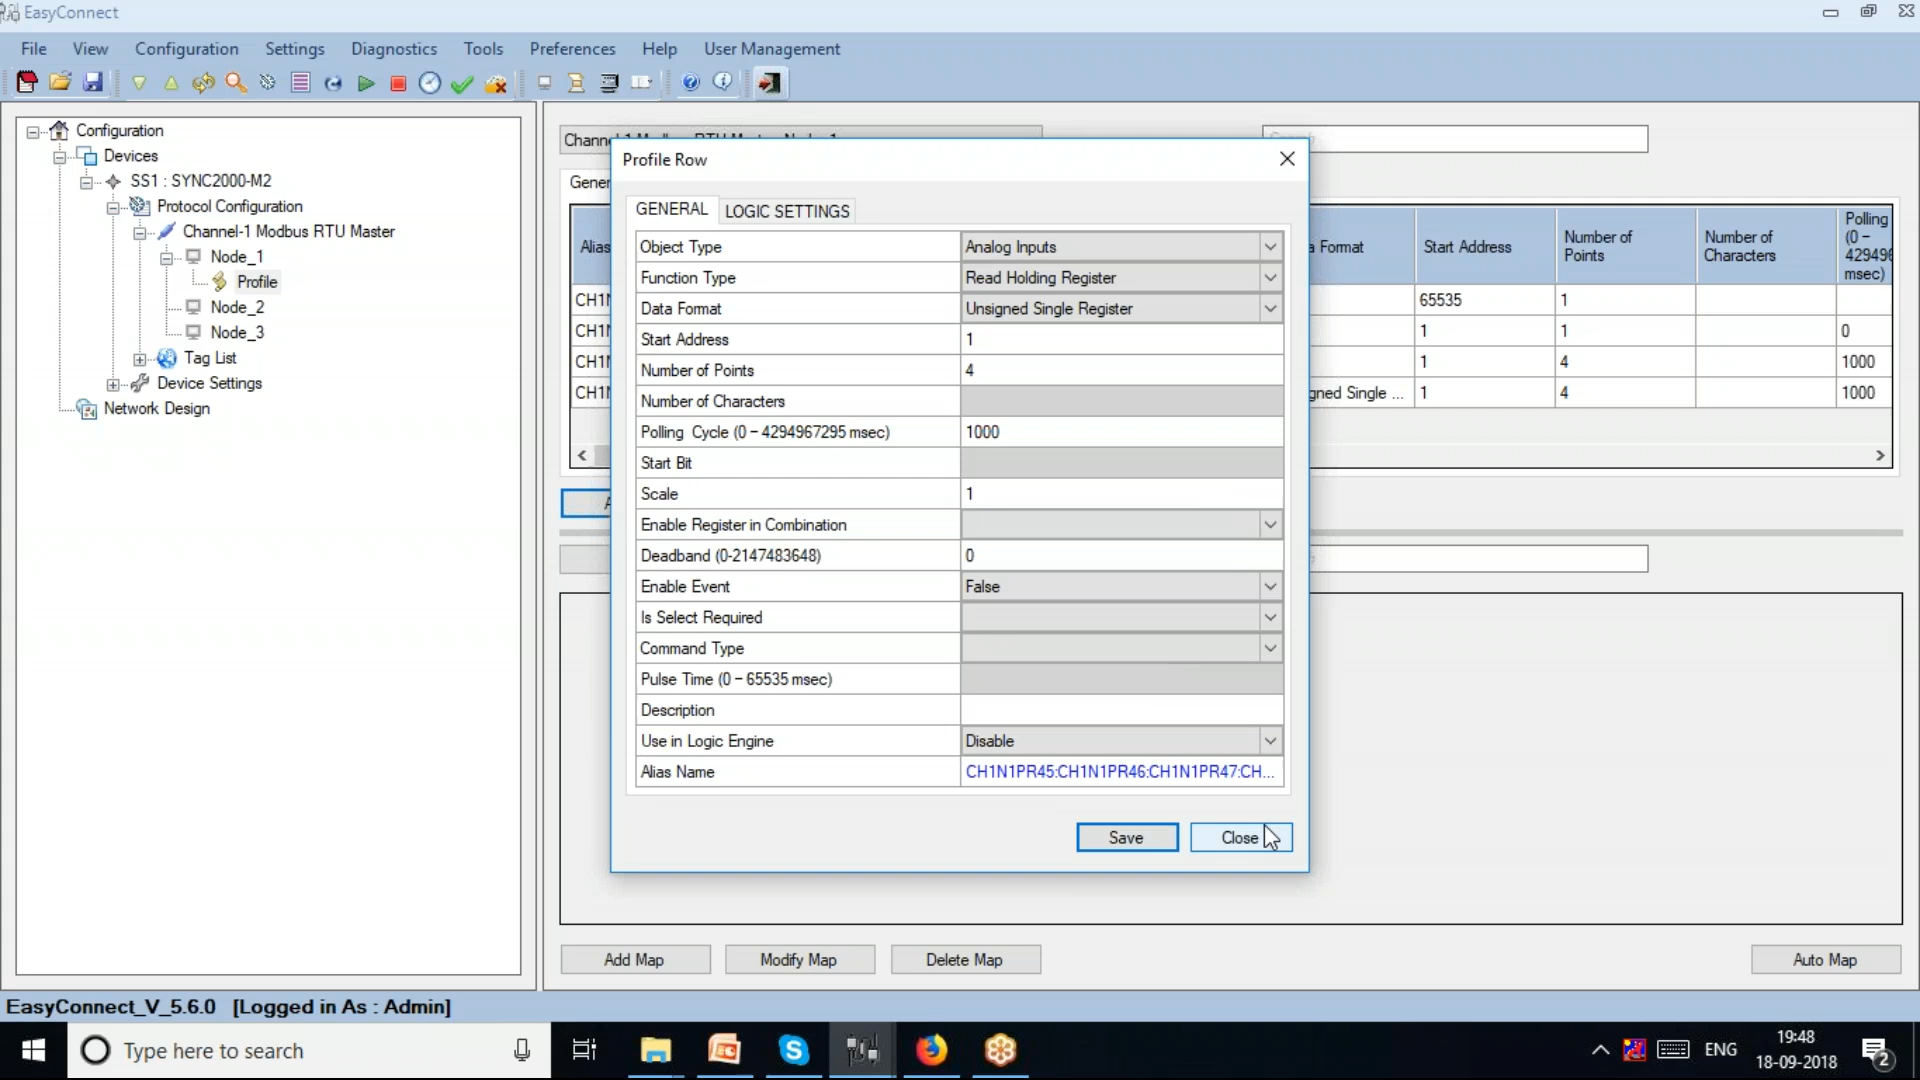 EasyConnect
File View Configuration Settings Diagnostics Tools Preferences Help User Management
Configuration
Devices
SS1 : SYNC2000-M2
Protocol Configuration
Channel-1 Modbus RTU Master
Node_1
Profile
Node_2
Node_3
Tag List
Device Settings
Network Design
Profile Row
GENERAL LOGIC SETTINGS
Object Type Analog Inputs
Function Type Read Holding Register
Data Format Unsigned Single Register
Start Address 1
Number of Points 4
Number of Characters
Polling Cycle (0 – 4294967295 msec) 1000
Start Bit
Scale 1
Enable Register in Combination
Deadband (0-2147483648) 0
Enable Event False
Is Select Required
Command Type
Pulse Time (0 – 65535 msec)
Description
Use in Logic Engine Disable
Alias Name CH1N1PR45:CH1N1PR46:CH1N1PR47:CH...
Save Close
Start Address Number of Points Number of Characters Polling (0 – msec)
65535 1
1 1 0
1 4 1000
Single ... 1 4 1000
Add Map Modify Map Delete Map Auto Map
EasyConnect_V_5.6.0 [Logged in As : Admin]
Type here to search
ENG
19:48
18-09-2018
2